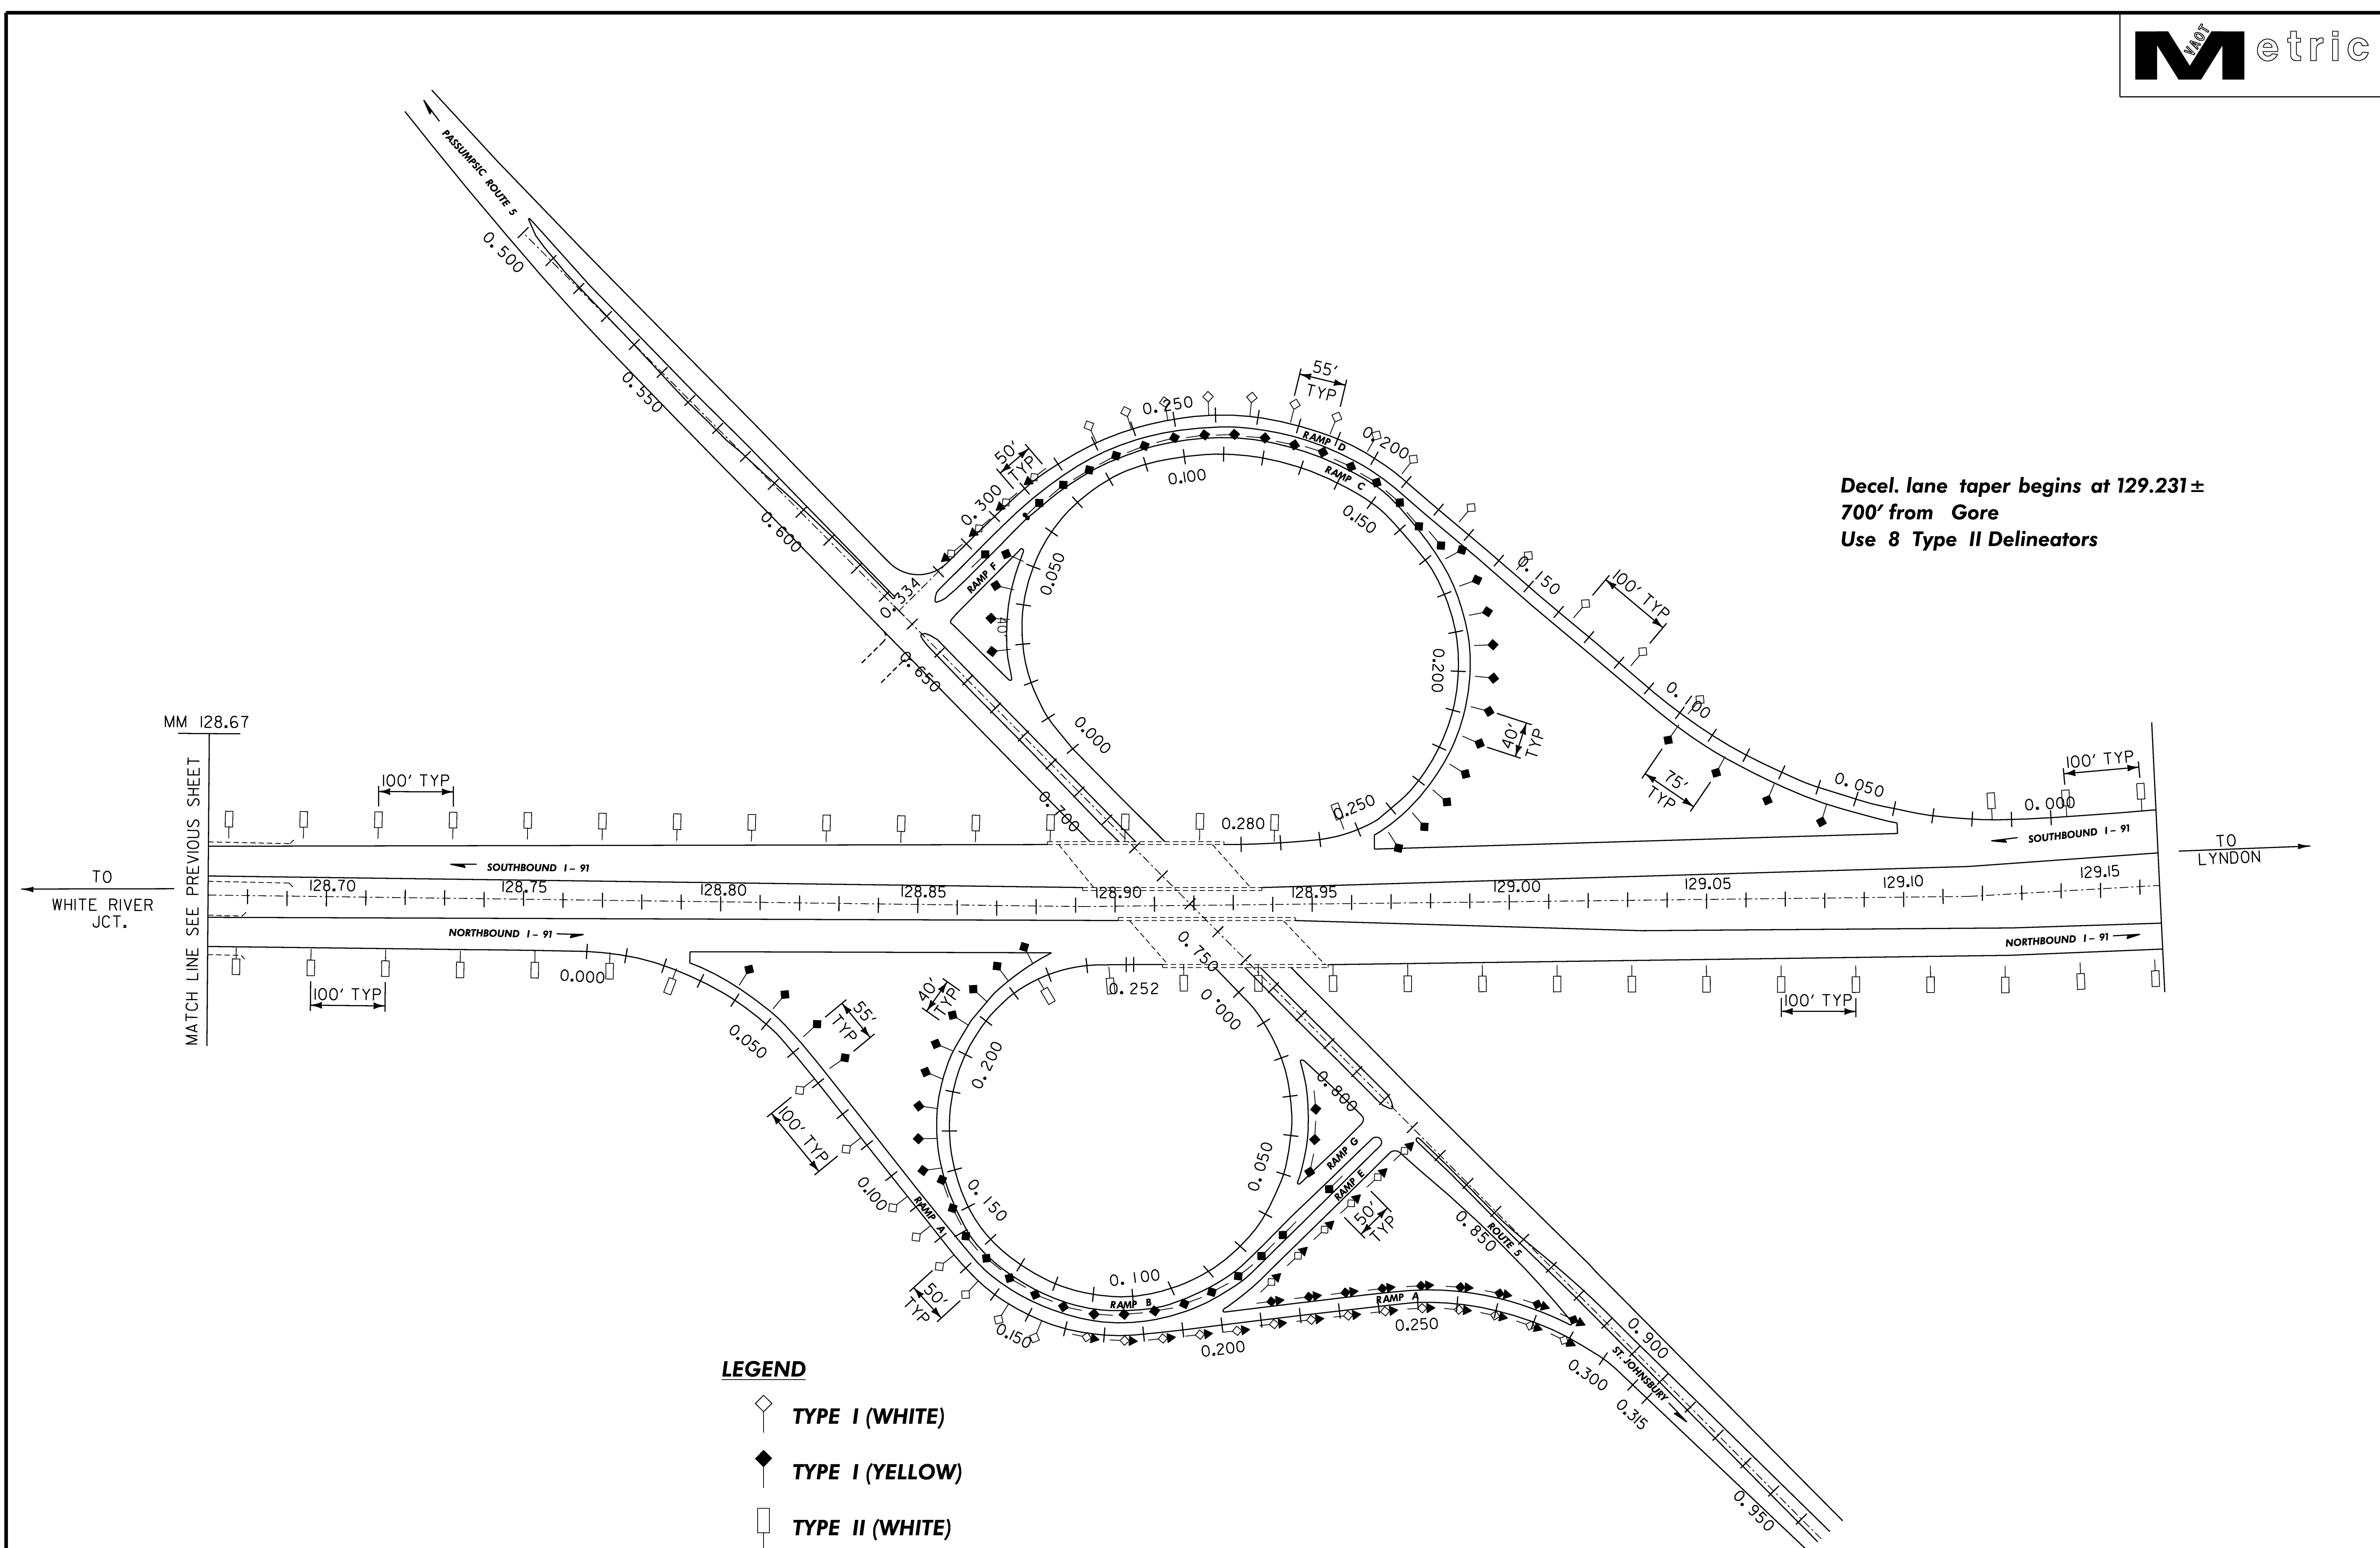 VAOT
Metric
PASSUMPSIC ROUTE 5
0.500
0.550
0.600
0.334
0.650
0.700
0.750
0.800
0.850
0.900
0.950
55'
TYP
0.250
0.200
50'
TYP
0.300
RAMP D
RAMP C
0.100
0.150
0.050
RAMP F
40'
0.000
0.200
40'
TYP
0.250
0.280
0.150
100' TYP
0.100
75'
TYP
0.050
0.000
100' TYP
Decel. lane taper begins at 129.231±
700' from Gore
Use 8 Type II Delineators
MM 128.67
MATCH LINE SEE PREVIOUS SHEET
100' TYP
SOUTHBOUND I-91
SOUTHBOUND I-91
TO
WHITE RIVER
JCT.
TO
LYNDON
128.70
128.75
128.80
128.85
128.90
128.95
129.00
129.05
129.10
129.15
NORTHBOUND I-91
NORTHBOUND I-91
100' TYP
0.000
0.252
100' TYP
0.050
55'
TYP
40'
TYP
0.200
0.000
100' TYP
0.100
RAMP A
0.150
0.050
0.100
RAMP B
RAMP G
RAMP E
50'
TYP
50'
TYP
0.150
0.200
RAMP A
0.250
ROUTE 5
0.300
0.315
ST. JOHNSBURY
LEGEND
TYPE I (WHITE)
TYPE I (YELLOW)
TYPE II (WHITE)